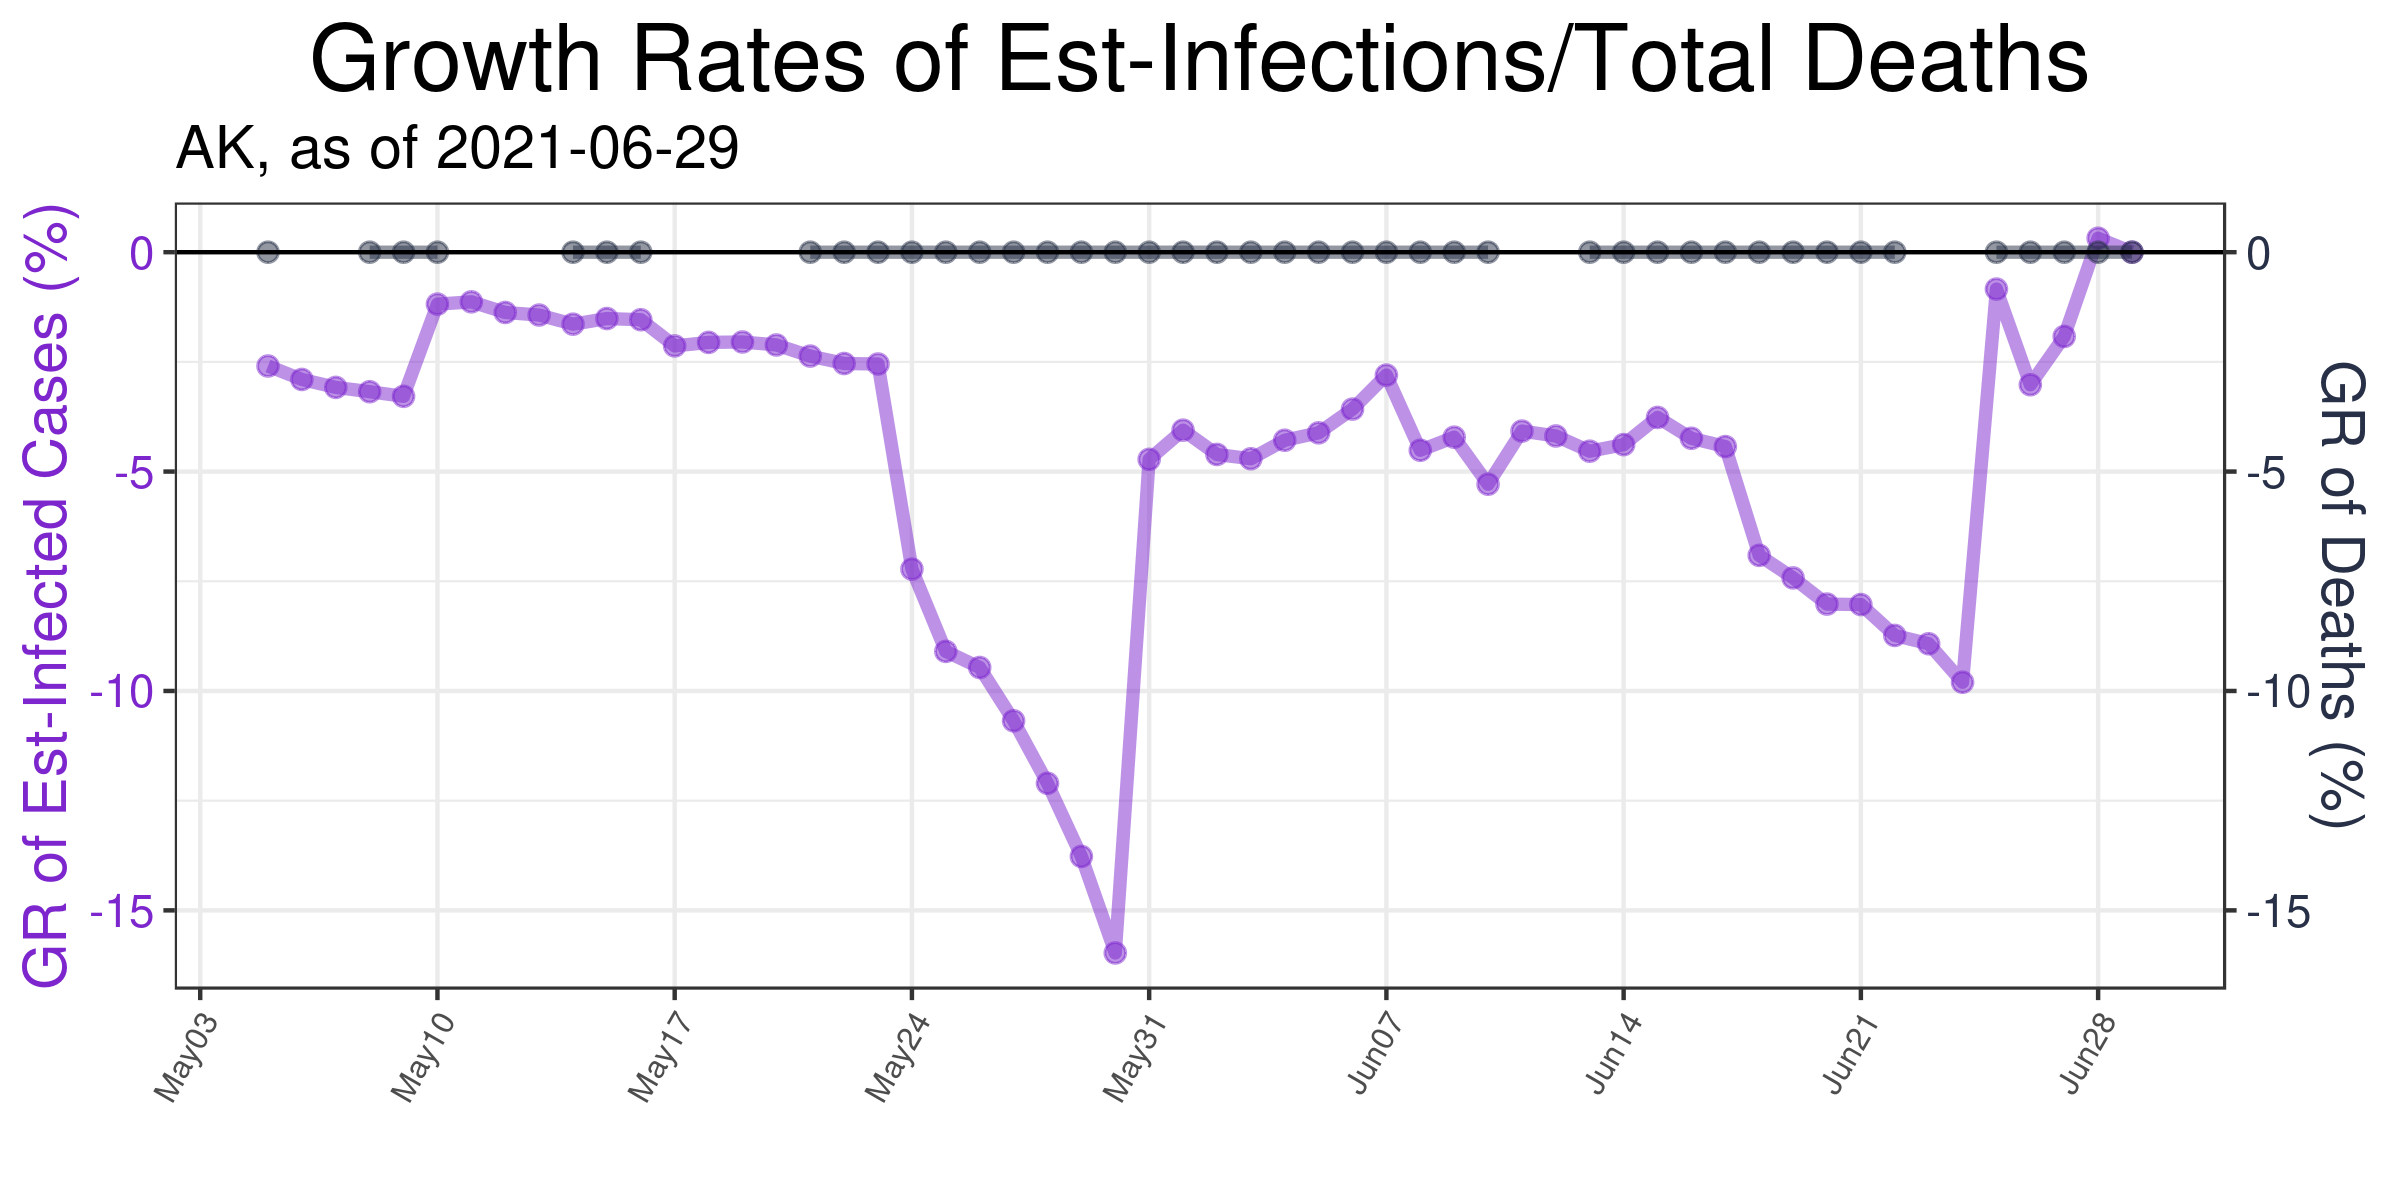 Growth Rates of Est-Infections/Total Deaths
AK, as of 2021-06-29
GR of Est-Infected Cases (%)
0
-5
-10
-15
0
-5
-10
-15
GR of Deaths (%)
May03
May10
May17
May24
May31
Jun07
Jun14
Jun21
Jun28